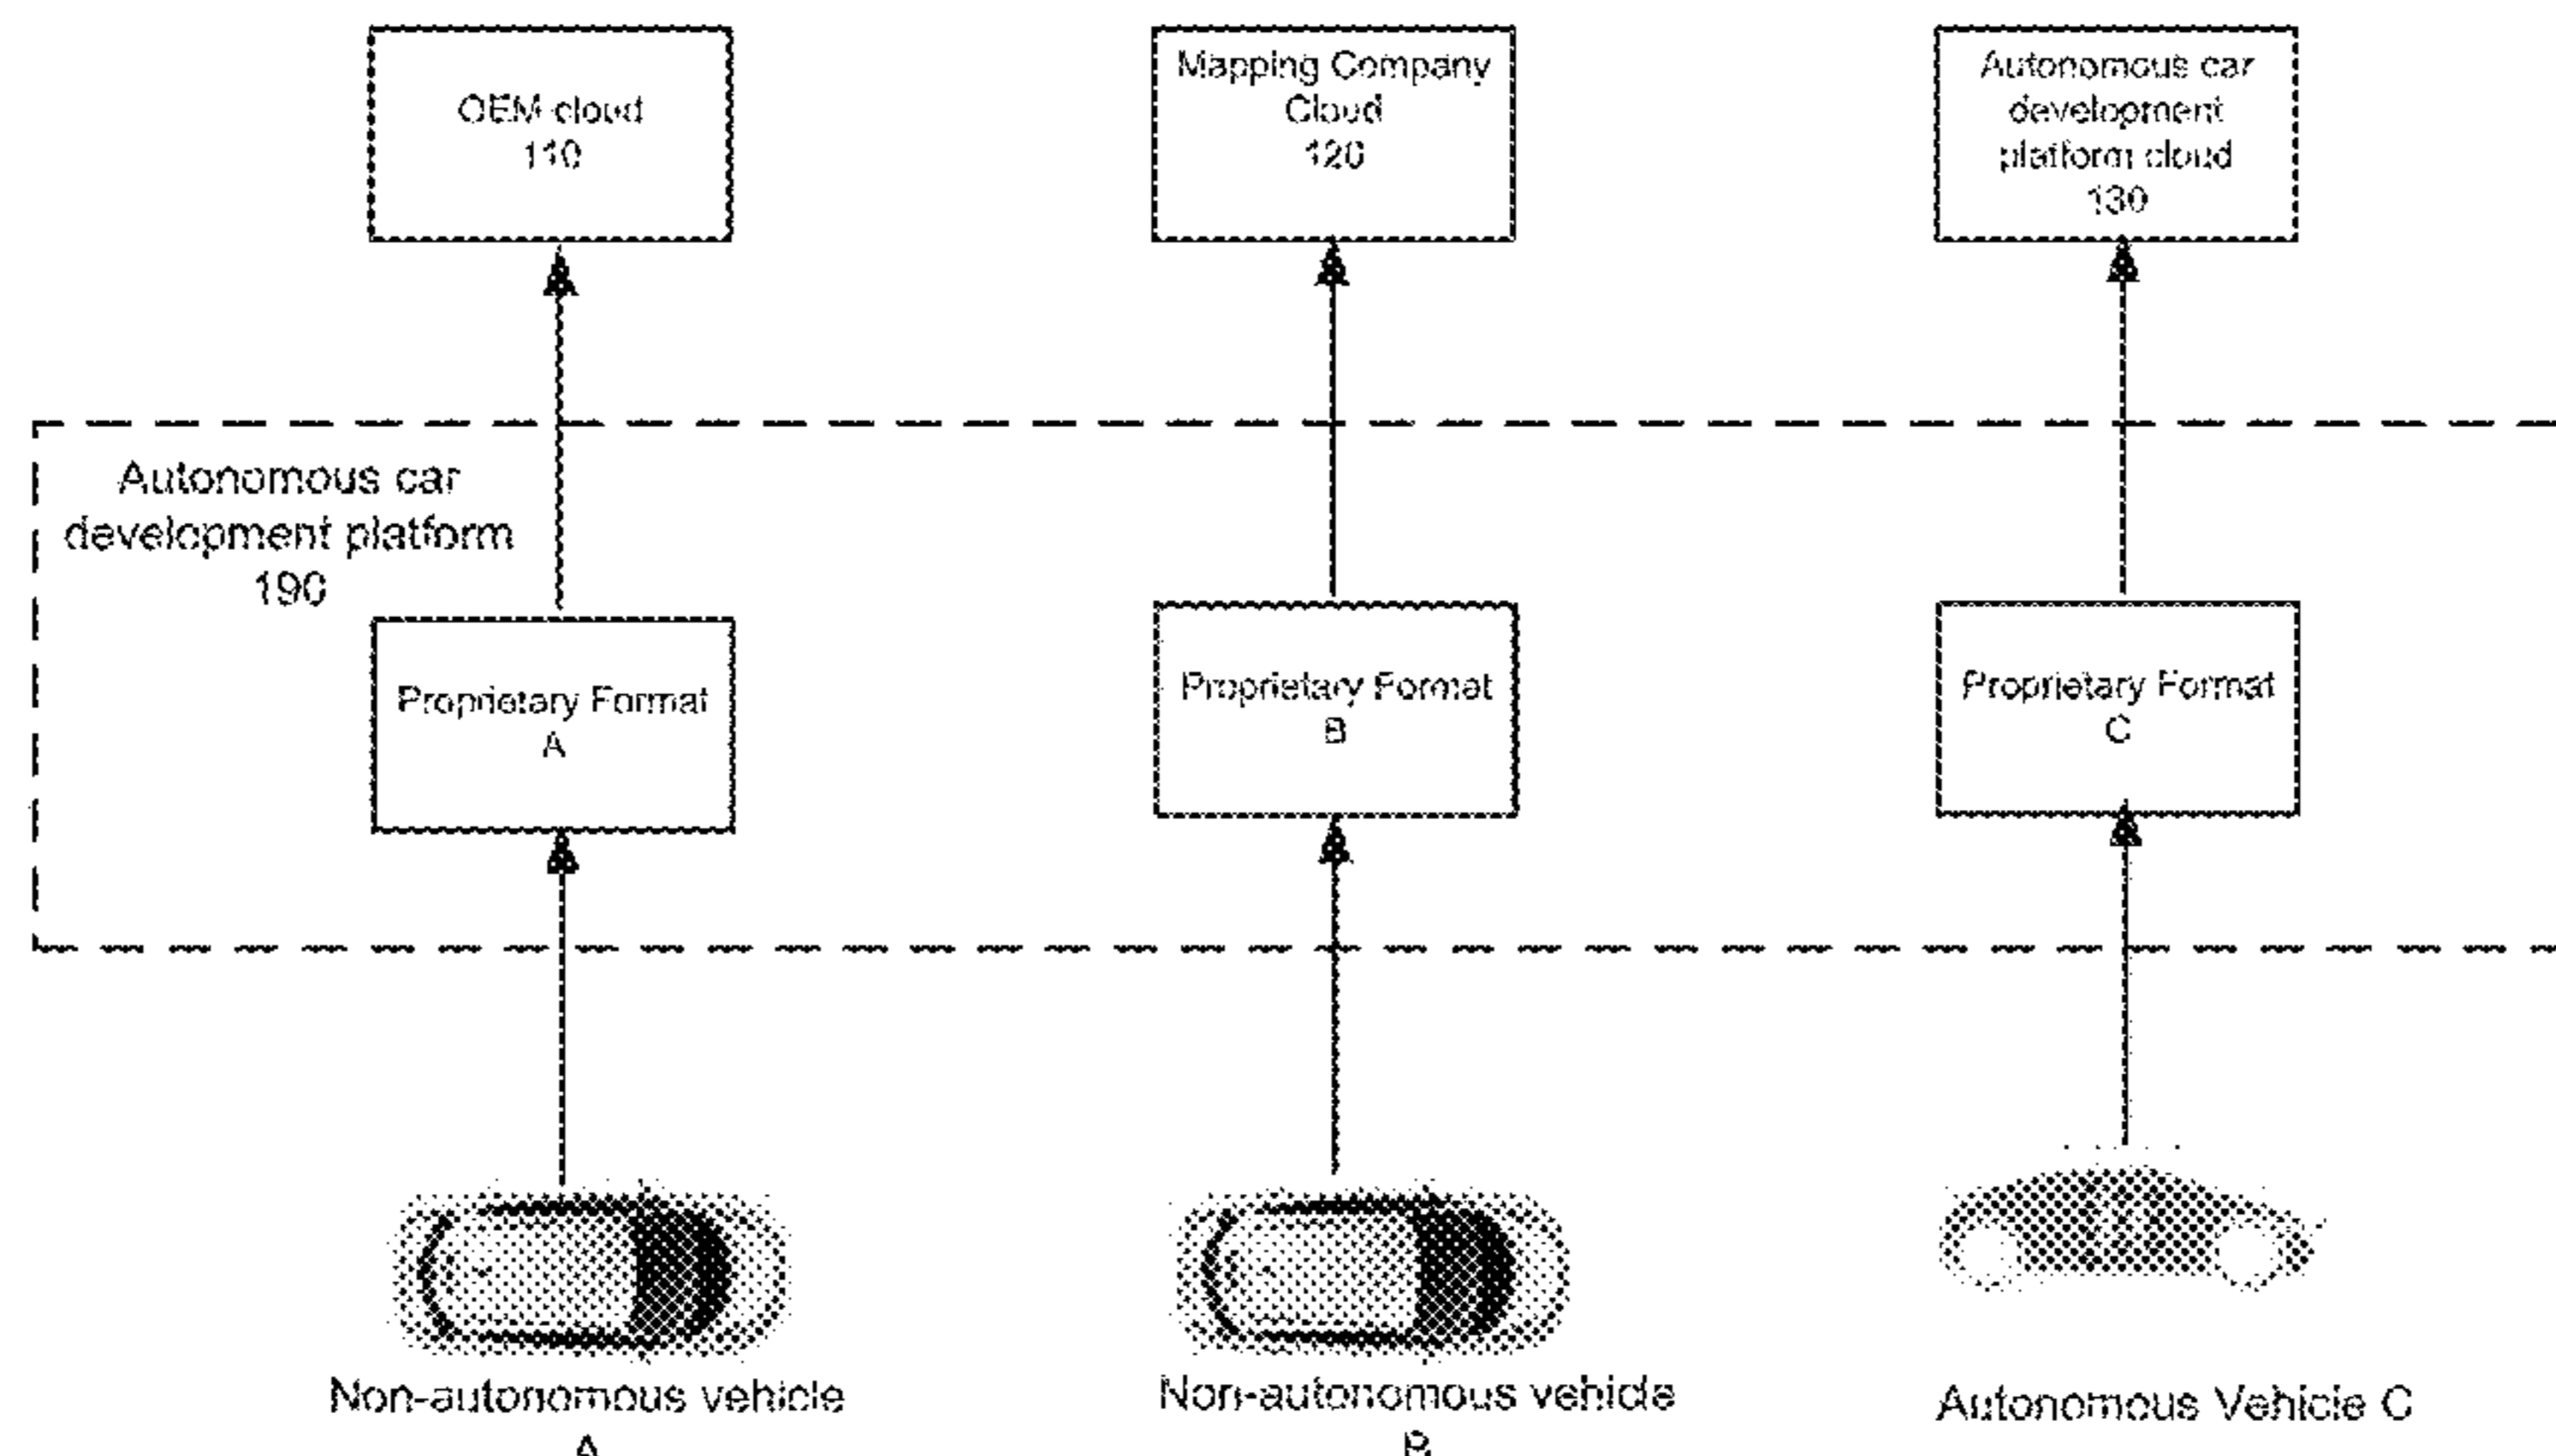 OEM cloud
110
Mapping Company
Cloud
120
Autonomous car
development
platform cloud
130
Autonomous car
development platform
190
Proprietary Format
A
Proprietary Format
B
Proprietary Format
C
Non-autonomous vehicle
A
Non-autonomous vehicle
B
Autonomous Vehicle C